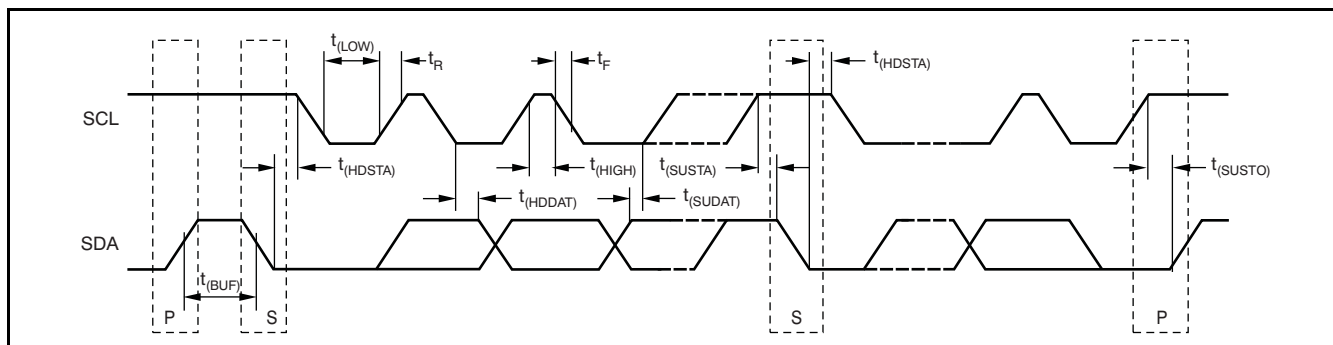 t(LOW)
tR
tF
t(HDSTA)
SCL
t(HDSTA)
t(HIGH)
t(SUSTA)
t(SUSTO)
t(HDDAT)
t(SUDAT)
SDA
t(BUF)
P
S
S
P